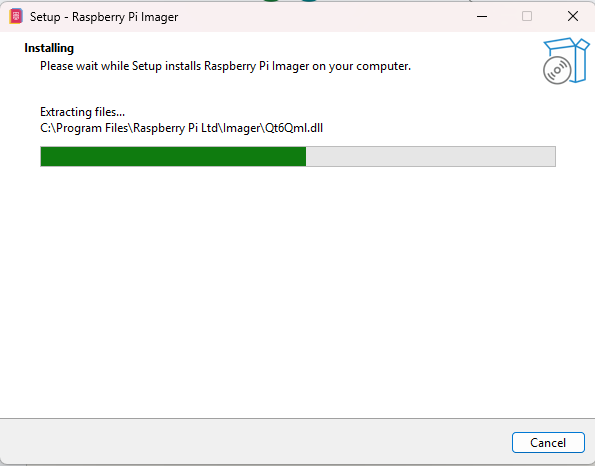 Setup - Raspberry Pi Imager
Installing
Please wait while Setup installs Raspberry Pi Imager on your computer.
Extracting files...
C:\Program Files\Raspberry Pi Ltd\Imager\Qt6Qml.dll
Cancel